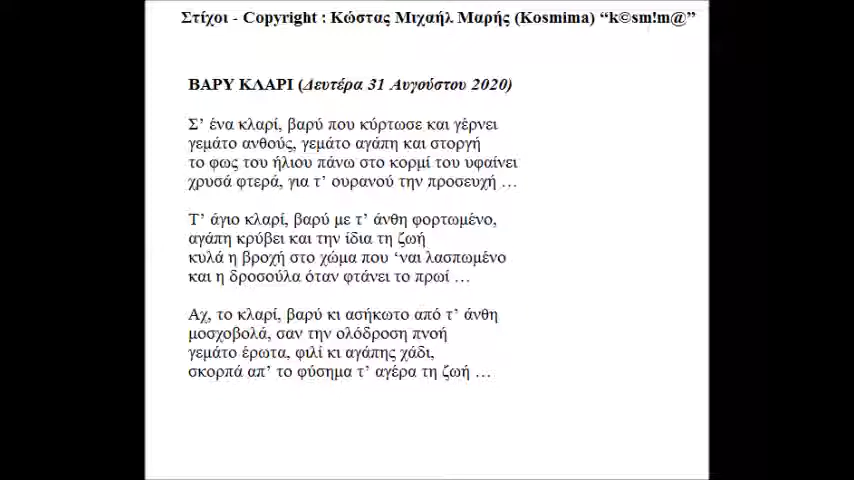 Στίχοι - Copyright : Κώστας Μιχαήλ Μαρής (Kosmima) “k©sm!m@”
ΒΑΡΥ ΚΛΑΡΙ (Δευτέρα 31 Αυγούστου 2020)
Σ’ ένα κλαρί, βαρύ που κύρτωσε και γέρνει
γεμάτο ανθούς, γεμάτο αγάπη και στοργή
το φως του ήλιου πάνω στο κορμί του υφαίνει
χρυσά φτερά, για τ’ ουρανού την προσευχή …
Τ’ άγιο κλαρί, βαρύ με τ’ άνθη φορτωμένο,
αγάπη κρύβει και την ίδια τη ζωή
κυλά η βροχή στο χώμα που ‘ναι λασπωμένο
και η δροσούλα όταν φτάνει το πρωί …
Αχ, το κλαρί, βαρύ κι ασήκωτο από τ’ άνθη
μοσχοβολά, σαν την ολόδροση πνοή
γεμάτο έρωτα, φιλί κι αγάπης χάδι,
σκορπά απ’ το φύσημα τ’ αγέρα τη ζωή …